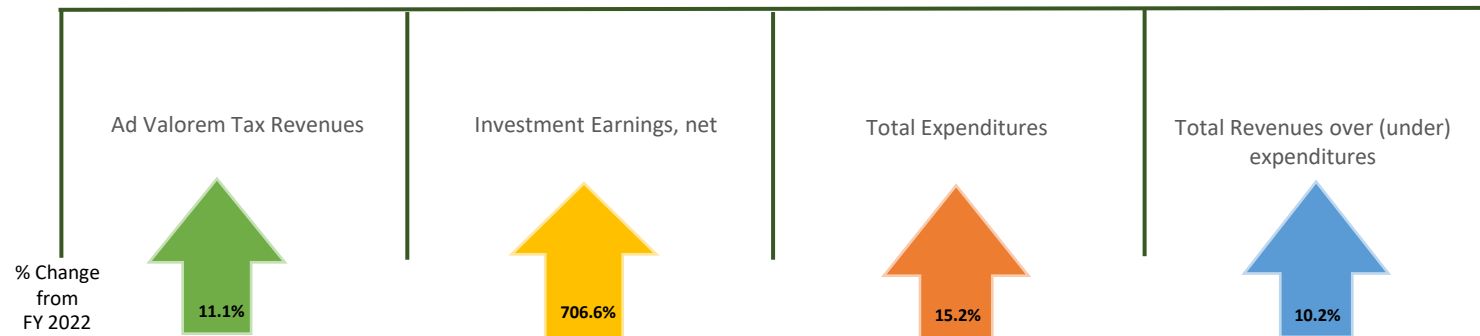 Ad Valorem Tax Revenues
Investment Earnings, net
Total Expenditures
Total Revenues over (under)
expenditures
% Change
from
FY 2022
11.1%
706.6%
15.2%
10.2%